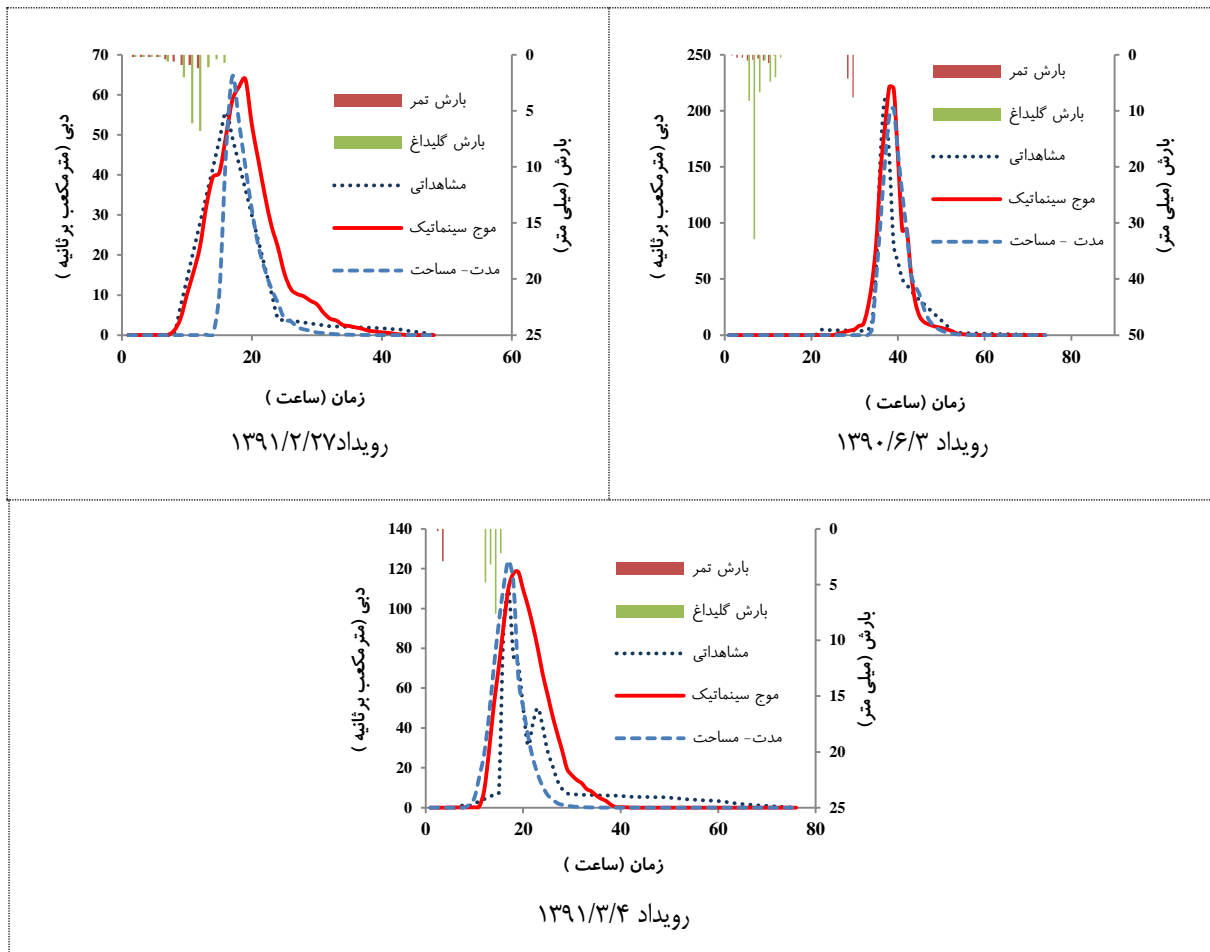 70
60
50
40
30
20
10
0
0
5
10
15
20
25
0
20
40
60
دبی (مترمکعب برثانیه )
بارش (میلی متر)
زمان (ساعت )
بارش تمر
بارش گلیداغ
مشاهداتی
موج سینماتیک
مدت- مساحت
رویداد۱۳۹۱/۲/۲۷
250
200
150
100
50
0
0
10
20
30
40
50
0
20
40
60
80
دبی (مترمکعب برثانیه )
بارش (میلی متر)
زمان (ساعت )
بارش تمر
بارش گلیداغ
مشاهداتی
موج سینماتیک
مدت - مساحت
رویداد ۱۳۹۰/۶/۳
140
120
100
80
60
40
20
0
0
5
10
15
20
25
0
20
40
60
80
دبی (مترمکعب برثانیه )
بارش (میلی متر)
زمان (ساعت )
بارش تمر
بارش گلیداغ
مشاهداتی
موج سینماتیک
مدت- مساحت
رویداد ۱۳۹۱/۳/۴